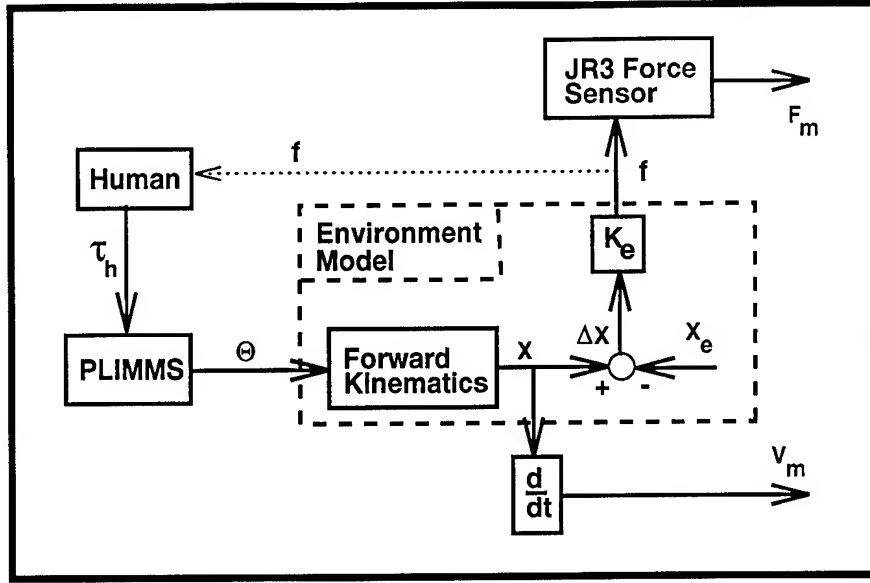 JR3 Force
Sensor
F_m
f
f
Human
Environment
Model
K_e
τ_h
ΔX
X_e
PLIMMS
Θ
Forward
Kinematics
X
+
-
V_m
d
dt